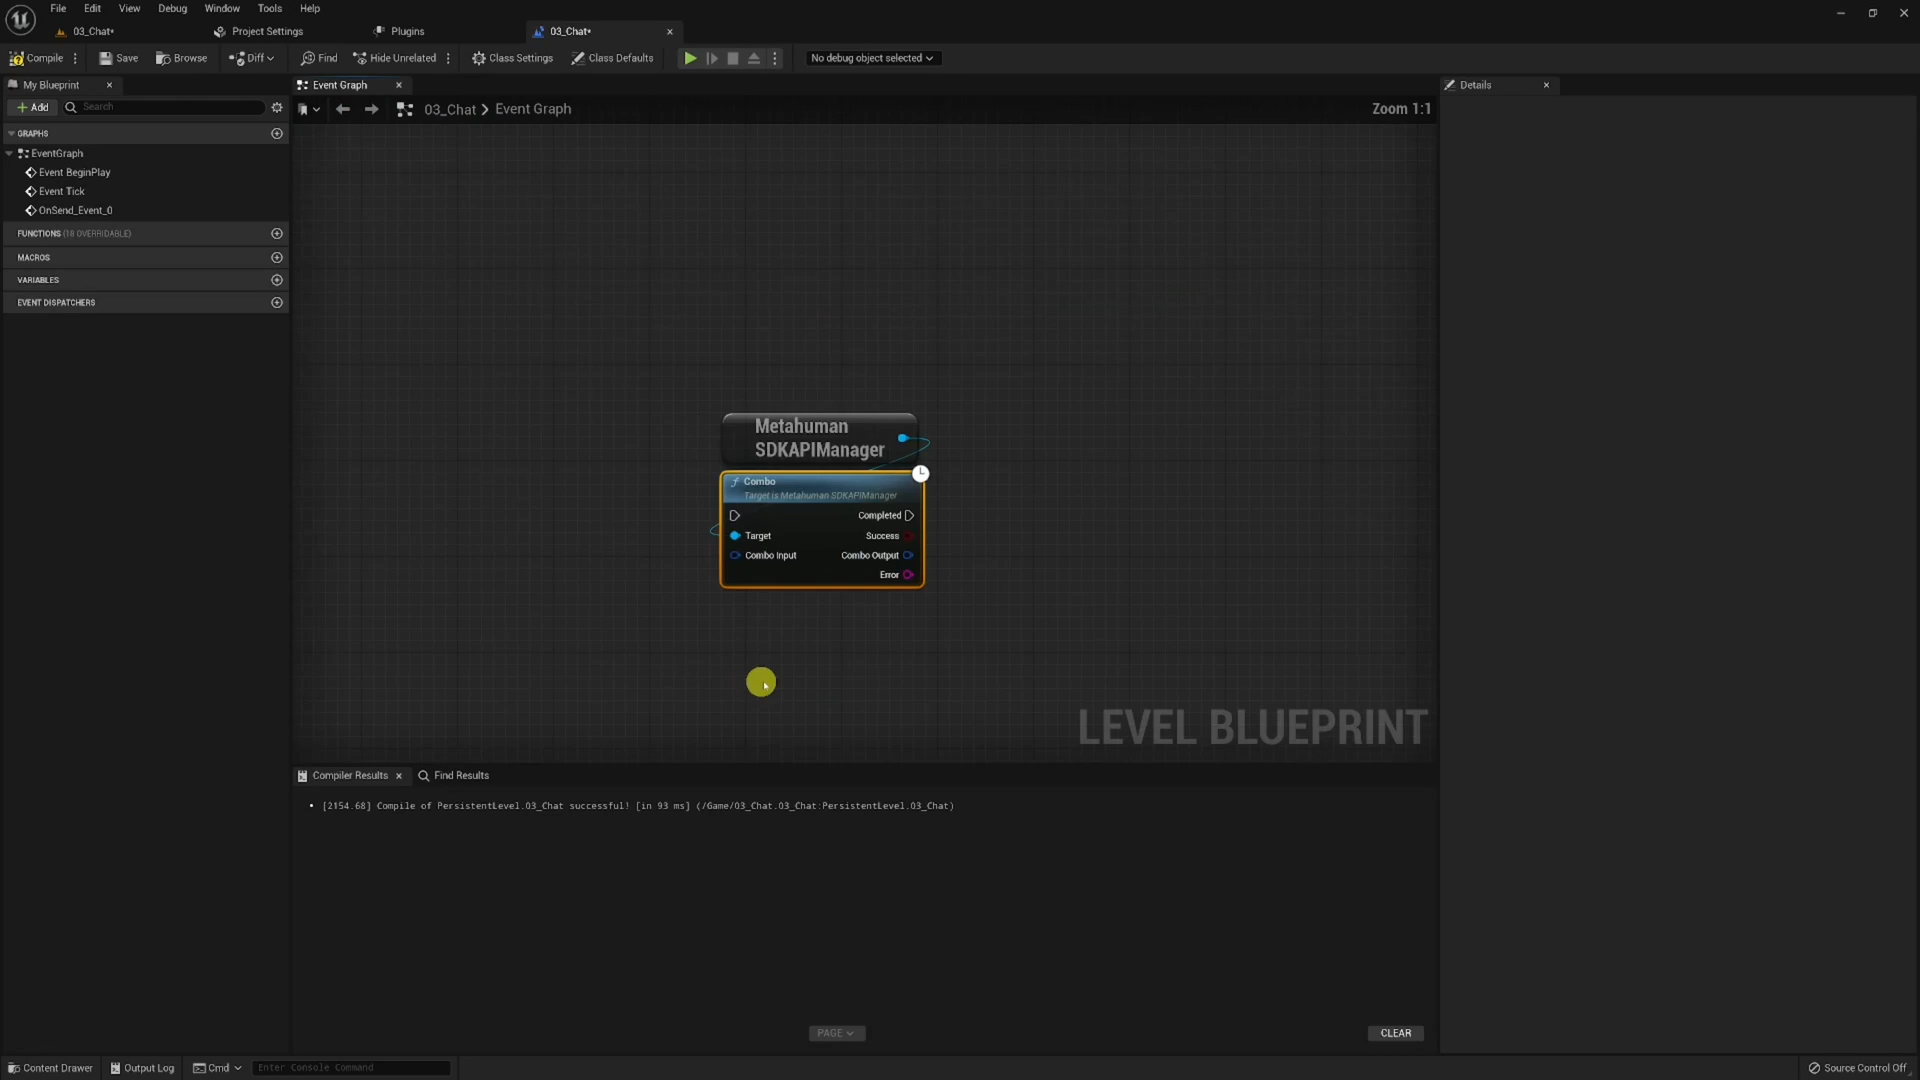 File Edit View Debug Window Tools Help
03_Chat* Project Settings Plugins 03_Chat*
Compile Save Browse Diff Find Hide Unrelated Class Settings Class Defaults No debug object selected
My Blueprint
Event Graph
Details
Add Search
03_Chat > Event Graph
Zoom 1:1
GRAPHS
EventGraph
Event BeginPlay
Event Tick
OnSend_Event_0
FUNCTIONS (18 OVERRIDABLE)
MACROS
VARIABLES
EVENT DISPATCHERS
Metahuman
SDKAPIManager
f Combo
Target is Metahuman SDKAPIManager
Completed
Target Success
Combo Input Combo Output
Error
LEVEL BLUEPRINT
Compiler Results Find Results
• [2154.68] Compile of PersistentLevel.03_Chat successful! [in 93 ms] (/Game/03_Chat.03_Chat:PersistentLevel.03_Chat)
PAGE
CLEAR
Content Drawer Output Log Cmd Enter Console Command Source Control Off